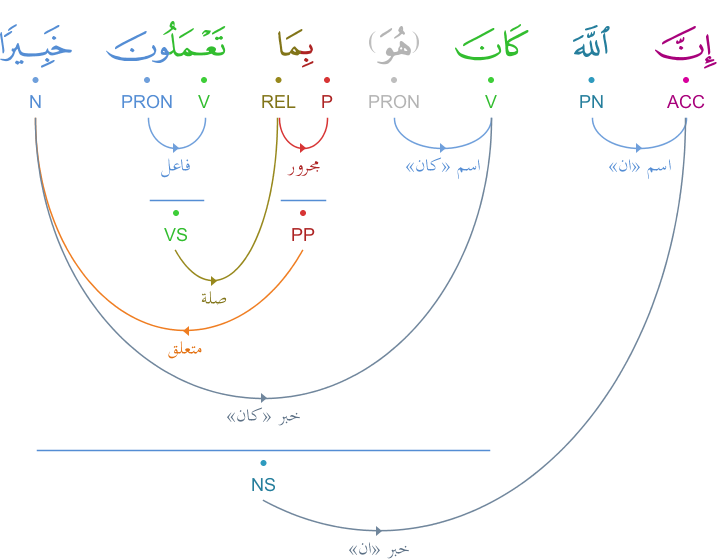 إِنَّ ٱللَّهَ كَانَ (هُوَ) بِمَا تَعْمَلُونَ خَبِيرًا
N PRON V REL P PRON V PN ACC
فاعل مجرور اسم «كان» اسم «ان»
VS PP
صلة
متعلق
خبر «كان»
NS
خبر «ان»